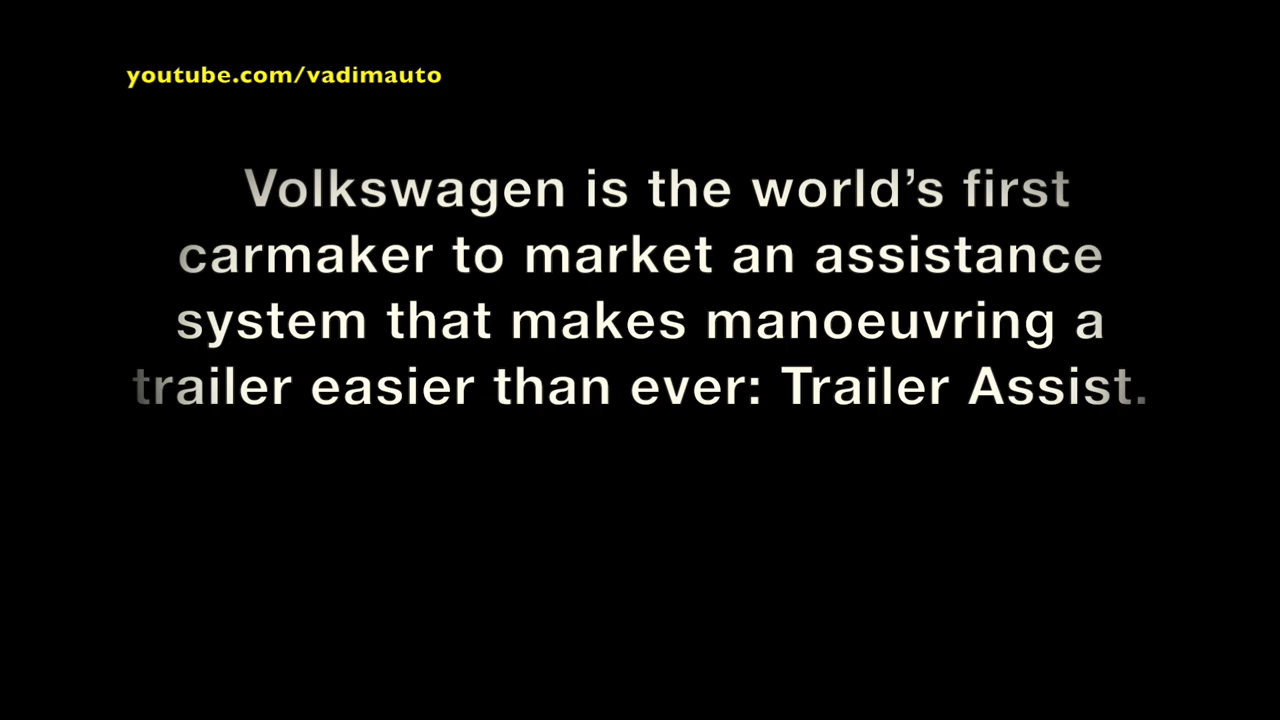 youtube.com/vadimauto
Volkswagen is the world’s first
carmaker to market an assistance
system that makes manoeuvring a
trailer easier than ever: Trailer Assist.